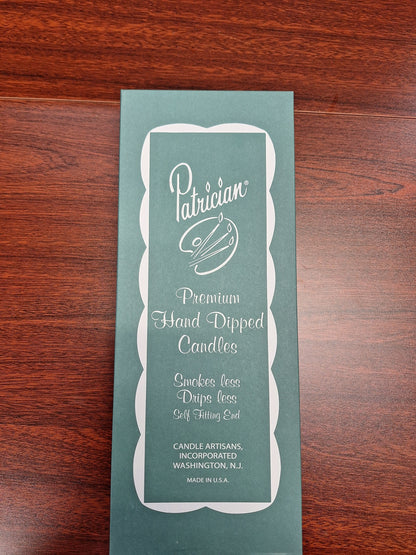 Patrician®
Premium
Hand Dipped
Candles
Smokes less
Drips less
Self Fitting End
CANDLE ARTISANS,
INCORPORATED
WASHINGTON, N.J.
MADE IN U.S.A.